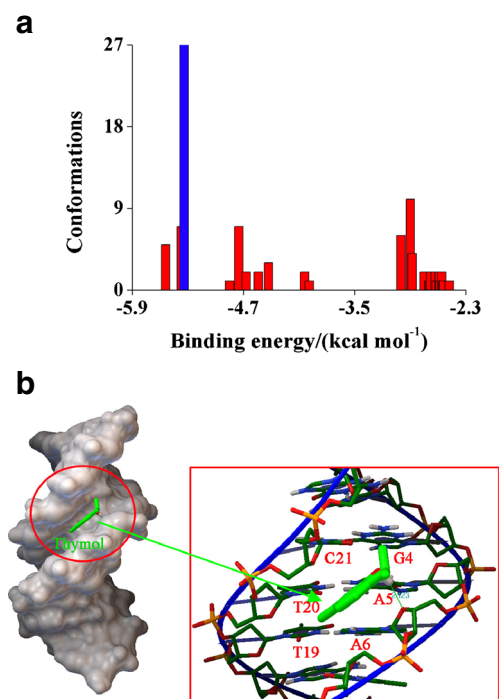 a
27
18
9
0
Conformations
-5.9 -4.7 -3.5 -2.3
Binding energy/(kcal mol⁻¹)
b
Thymol
C21 G4
T20 A5
T19 A6